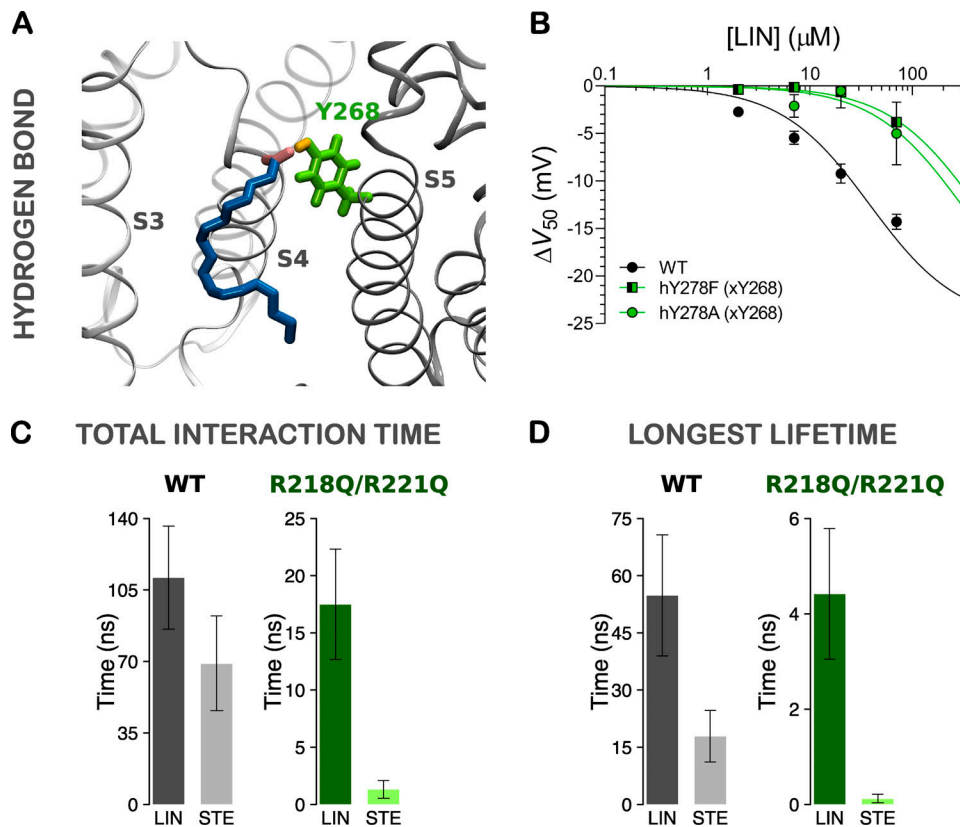 A
HYDROGEN BOND
Y268
S3
S4
S5
B
[LIN] (μM)
0.1 1 10 100
0
-5
-10
-15
-20
-25
ΔV50 (mV)
WT
hY278F (xY268)
hY278A (xY268)
C TOTAL INTERACTION TIME
WT R218Q/R221Q
Time (ns)
140
105
70
35
0
LIN STE
Time (ns)
25
20
15
10
5
0
LIN STE
D LONGEST LIFETIME
WT R218Q/R221Q
Time (ns)
75
60
45
30
15
0
LIN STE
Time (ns)
6
4
2
0
LIN STE